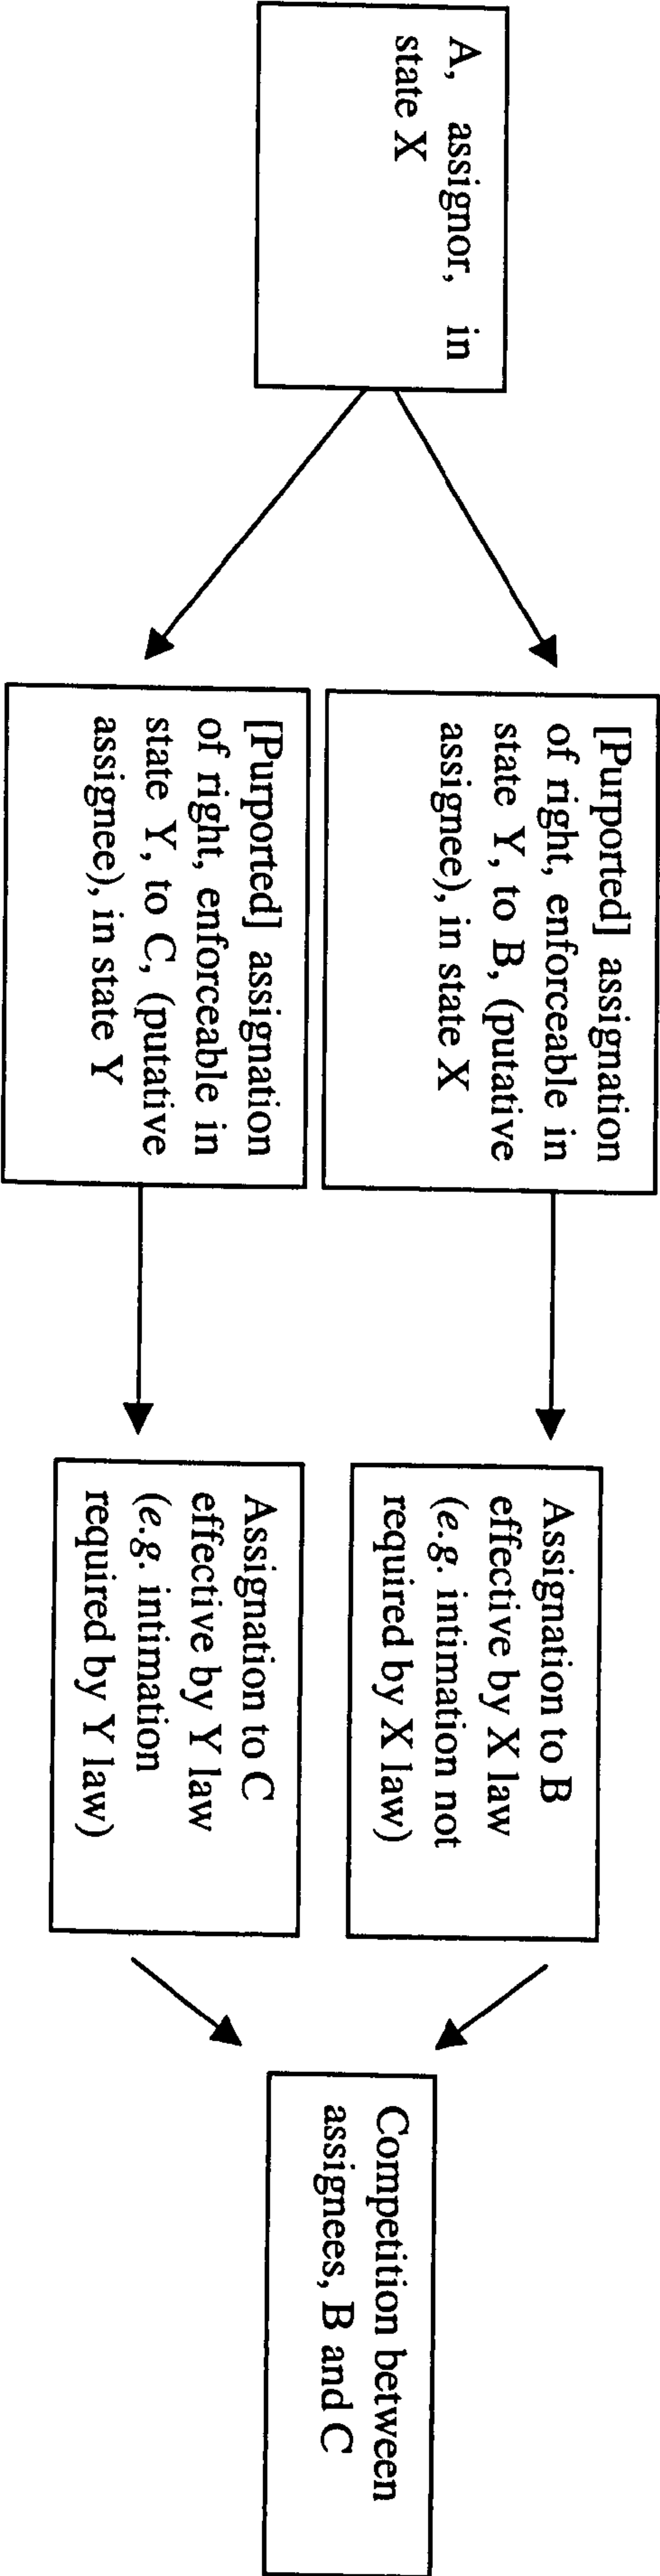 A, assignor, in
state X
[Purported] assignation
of right, enforceable in
state Y, to B, (putative
assignee), in state X
[Purported] assignation
of right, enforceable in
state Y, to C, (putative
assignee), in state Y
Assignation to B
effective by X law
(e.g. intimation not
required by X law)
Assignation to C
effective by Y law
(e.g. intimation
required by Y law)
Competition between
assignees, B and C